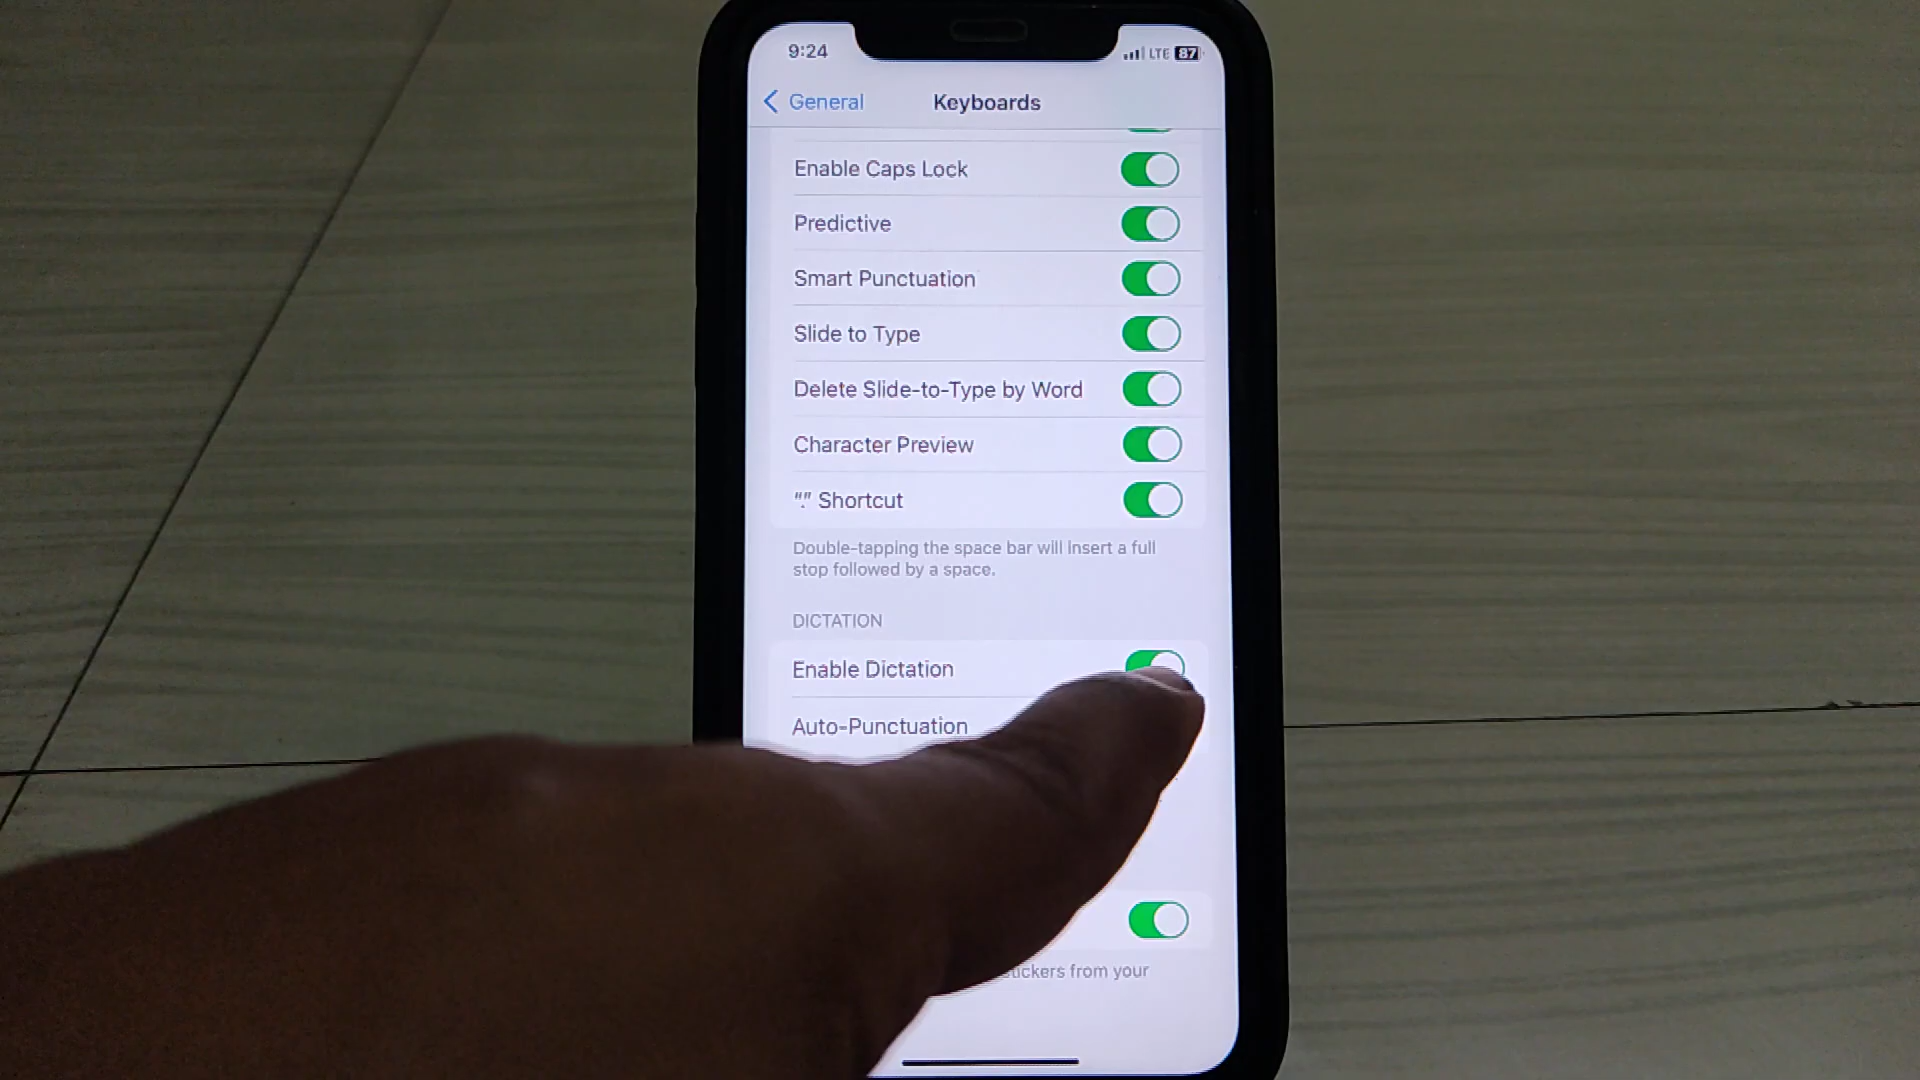 9:24 LTE 87
General Keyboards
Enable Caps Lock
Predictive
Smart Punctuation
Slide to Type
Delete Slide-to-Type by Word
Character Preview
“.” Shortcut
Double-tapping the space bar will insert a full
stop followed by a space.
DICTATION
Enable Dictation
Auto-Punctuation
from your